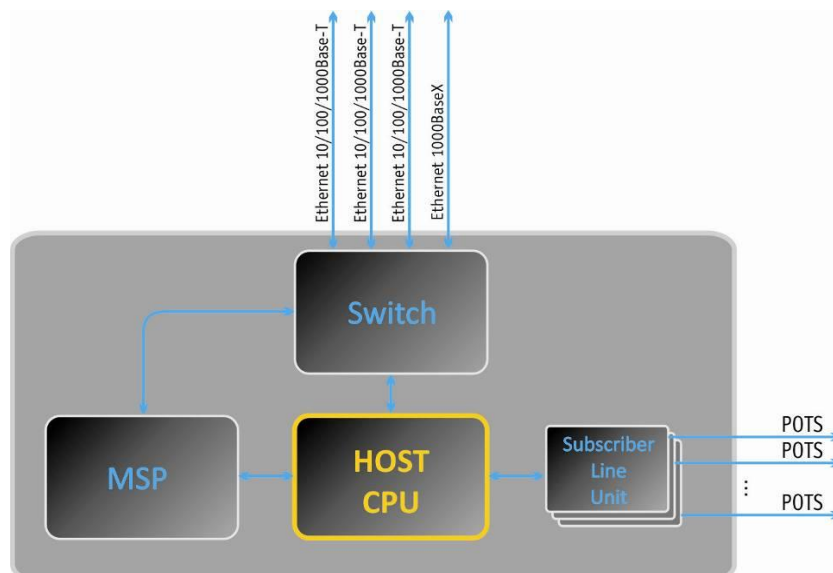 Ethernet 10/100/1000Base-T
Ethernet 10/100/1000Base-T
Ethernet 10/100/1000Base-T
Ethernet 1000BaseX
Switch
MSP
HOST
CPU
Subscriber
Line
Unit
POTS
POTS
...
POTS